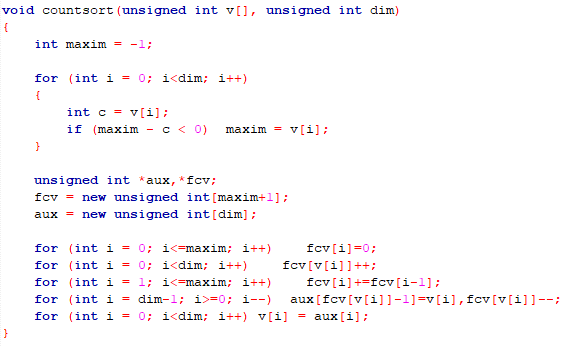 void countsort(unsigned int v[], unsigned int dim)
{
    int maxim = -1;

    for (int i = 0; i<dim; i++)
    {
        int c = v[i];
        if (maxim - c < 0)  maxim = v[i];
    }

    unsigned int *aux,*fcv;
    fcv = new unsigned int[maxim+1];
    aux = new unsigned int[dim];

    for (int i = 0; i<=maxim; i++)    fcv[i]=0;
    for (int i = 0; i<dim; i++)    fcv[v[i]]++;
    for (int i = 1; i<=maxim; i++)    fcv[i]+=fcv[i-1];
    for (int i = dim-1; i>=0; i--)  aux[fcv[v[i]]-1]=v[i],fcv[v[i]]--;
    for (int i = 0; i<dim; i++) v[i] = aux[i];
}